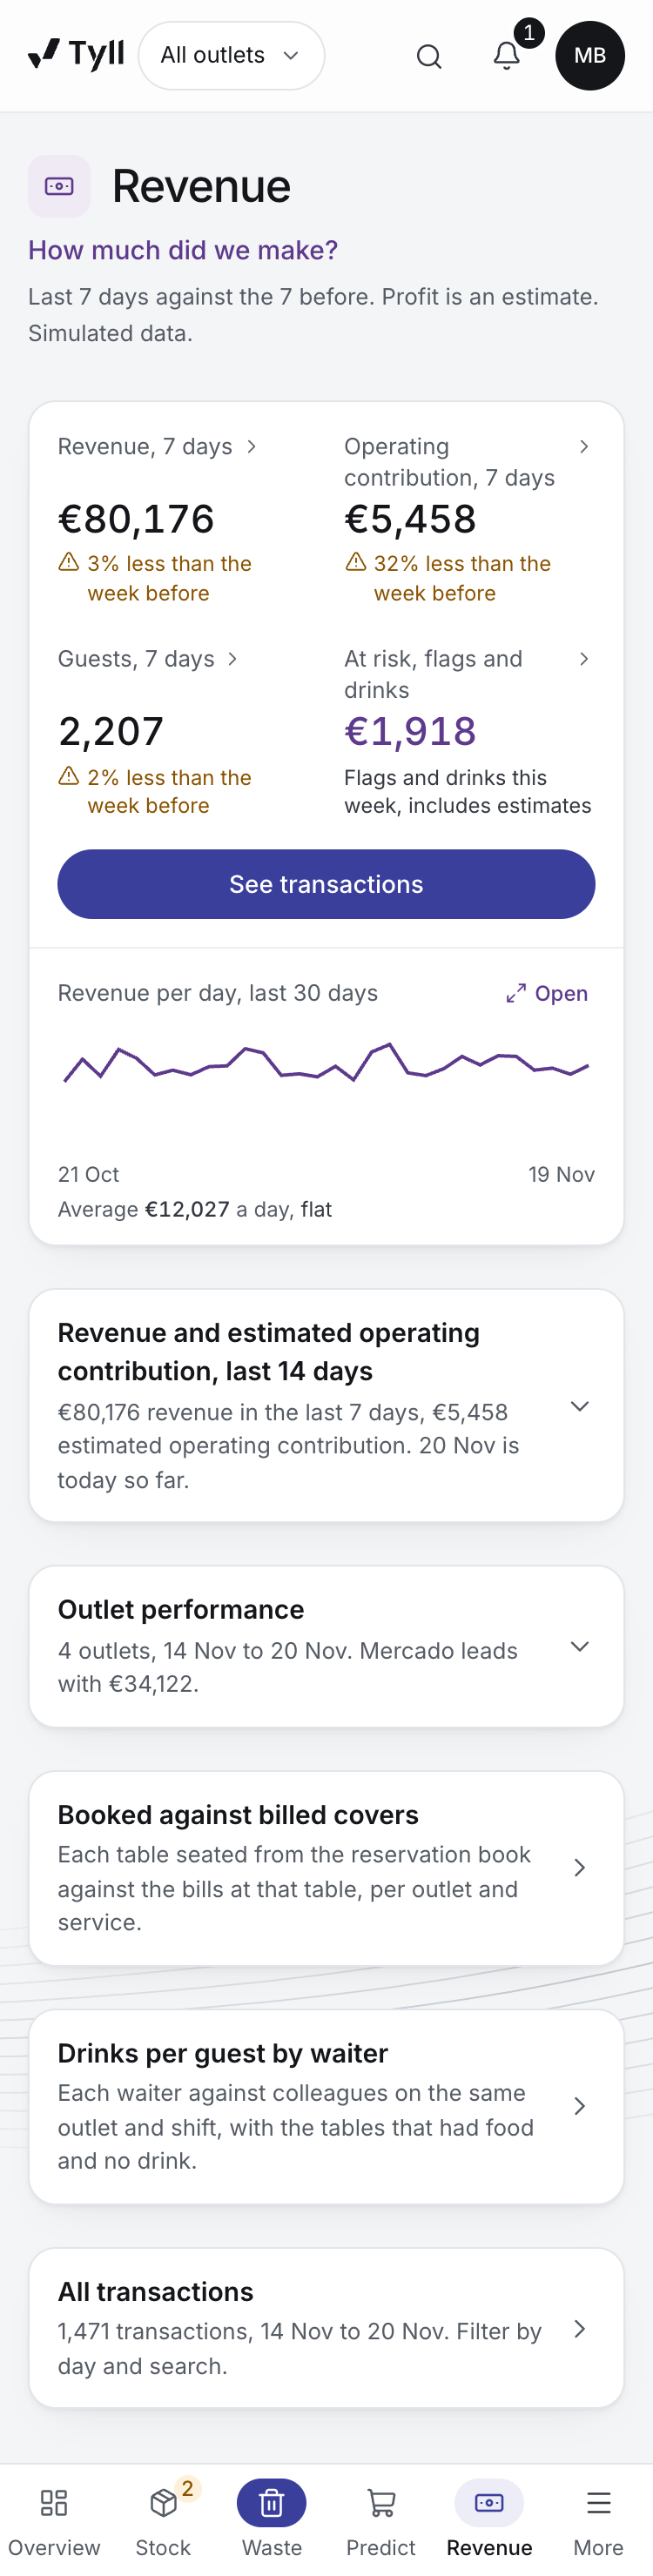 Tyll
All outlets
1
MB
Revenue
How much did we make?
Last 7 days against the 7 before. Profit is an estimate.
Simulated data.
Revenue, 7 days
€80,176
3% less than the
week before
Operating
contribution, 7 days
€5,458
32% less than the
week before
Guests, 7 days
2,207
2% less than the
week before
At risk, flags and
drinks
€1,918
Flags and drinks this
week, includes estimates
See transactions
Revenue per day, last 30 days
Open
21 Oct
19 Nov
Average €12,027 a day, flat
Revenue and estimated operating
contribution, last 14 days
€80,176 revenue in the last 7 days, €5,458
estimated operating contribution. 20 Nov is
today so far.
Outlet performance
4 outlets, 14 Nov to 20 Nov. Mercado leads
with €34,122.
Booked against billed covers
Each table seated from the reservation book
against the bills at that table, per outlet and
service.
Drinks per guest by waiter
Each waiter against colleagues on the same
outlet and shift, with the tables that had food
and no drink.
All transactions
1,471 transactions, 14 Nov to 20 Nov. Filter by
day and search.
Overview
2
Stock
Waste
Predict
Revenue
More